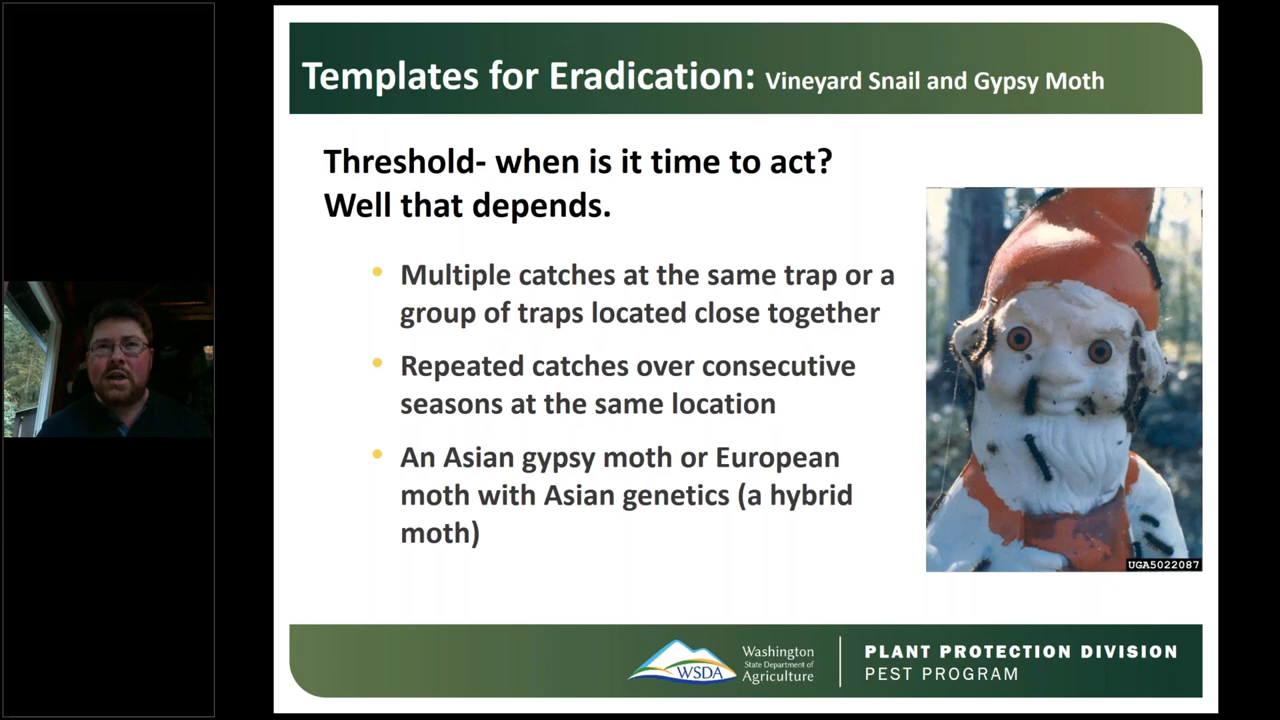 Templates for Eradication: Vineyard Snail and Gypsy Moth
Threshold- when is it time to act?
Well that depends.
• Multiple catches at the same trap or a
group of traps located close together
• Repeated catches over consecutive
seasons at the same location
• An Asian gypsy moth or European
moth with Asian genetics (a hybrid
moth)
UGA5022087
WSDA
Washington
State Department of
Agriculture
PLANT PROTECTION DIVISION
PEST PROGRAM